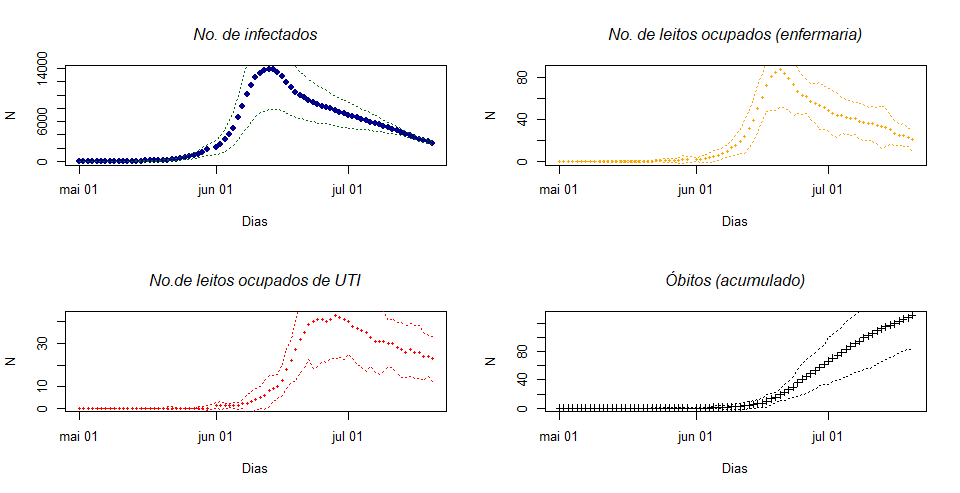 No. de infectados
N
0
6000
14000
mai 01
jun 01
jul 01
Dias
No. de leitos ocupados (enfermaria)
N
0
40
80
mai 01
jun 01
jul 01
Dias
No.de leitos ocupados de UTI
N
0
10
30
mai 01
jun 01
jul 01
Dias
Óbitos (acumulado)
N
0
40
80
mai 01
jun 01
jul 01
Dias